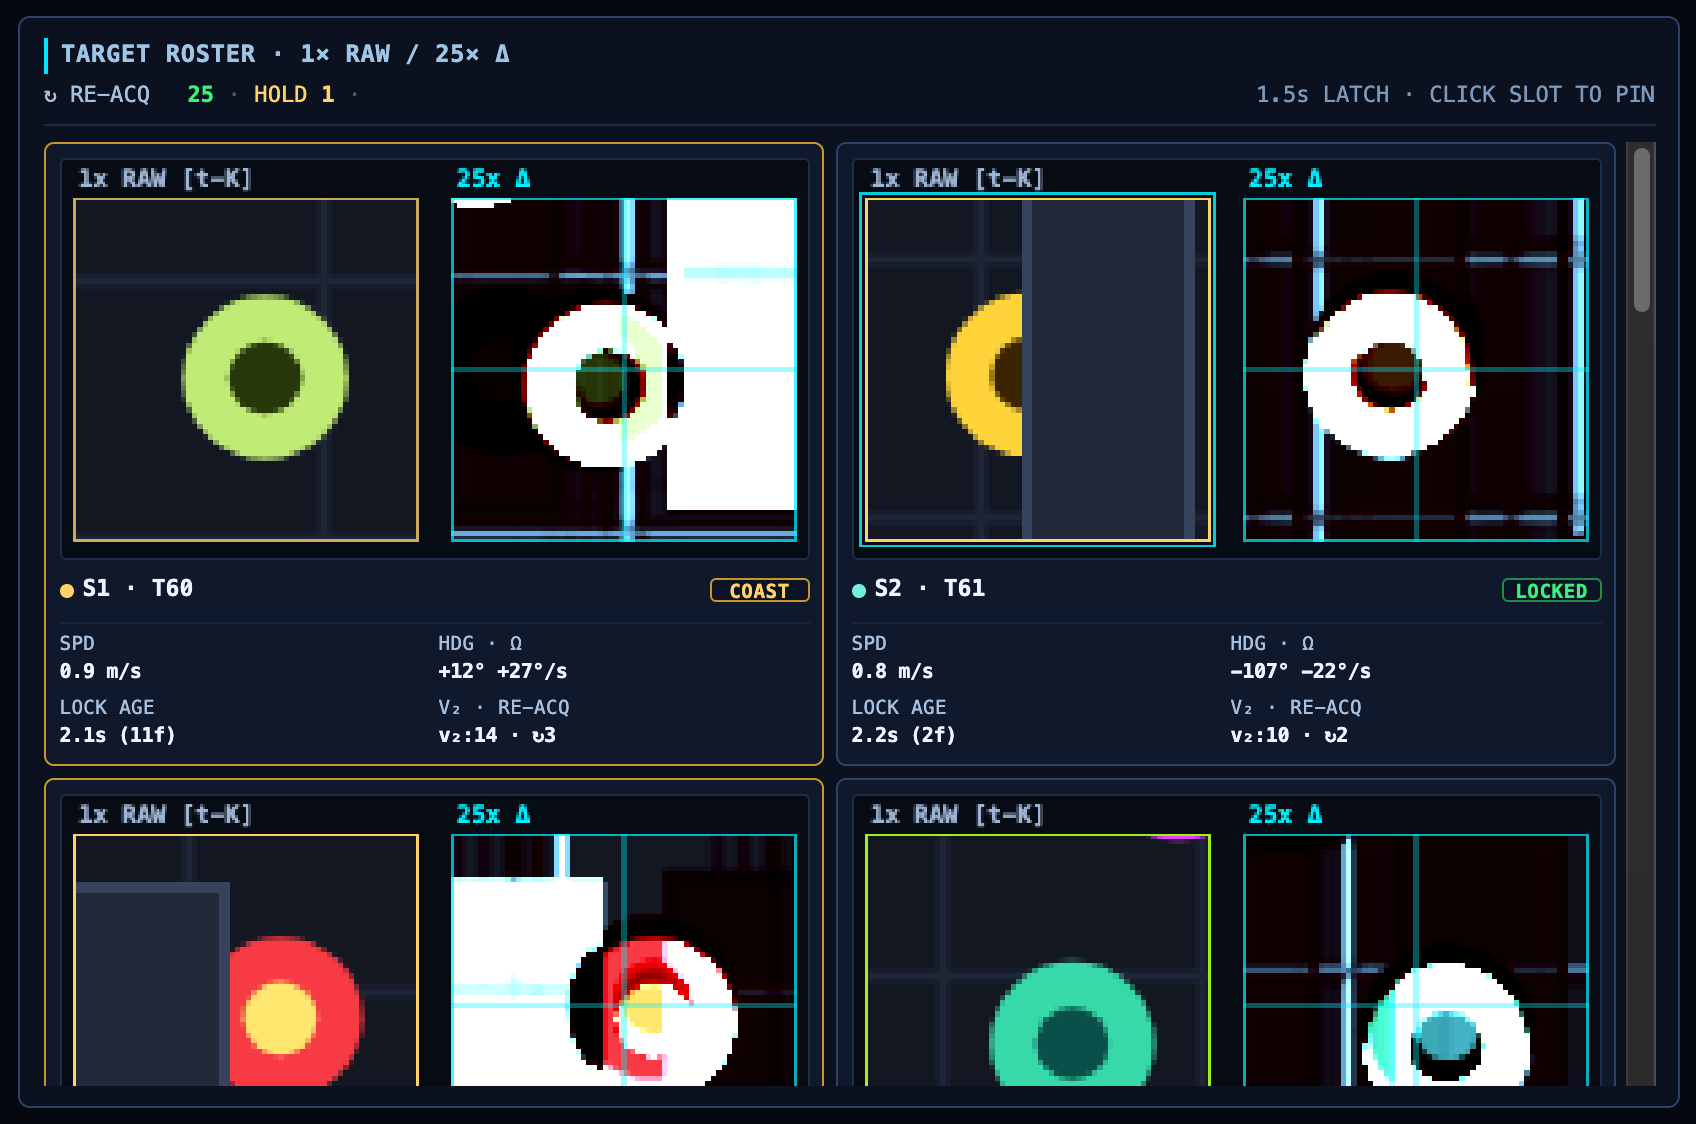 TARGET ROSTER · 1× RAW / 25× Δ
↻ RE–ACQ 25 · HOLD 1 ·
1.5s LATCH · CLICK SLOT TO PIN
1x RAW [t–K]
25x Δ
S1 · T60
COAST
SPD
HDG · Ω
0.9 m/s
+12° +27°/s
LOCK AGE
V₂ · RE–ACQ
2.1s (11f)
v₂:14 · ↻3
1x RAW [t–K]
25x Δ
S2 · T61
LOCKED
SPD
HDG · Ω
0.8 m/s
–107° –22°/s
LOCK AGE
V₂ · RE–ACQ
2.2s (2f)
v₂:10 · ↻2
1x RAW [t–K]
25x Δ
1x RAW [t–K]
25x Δ